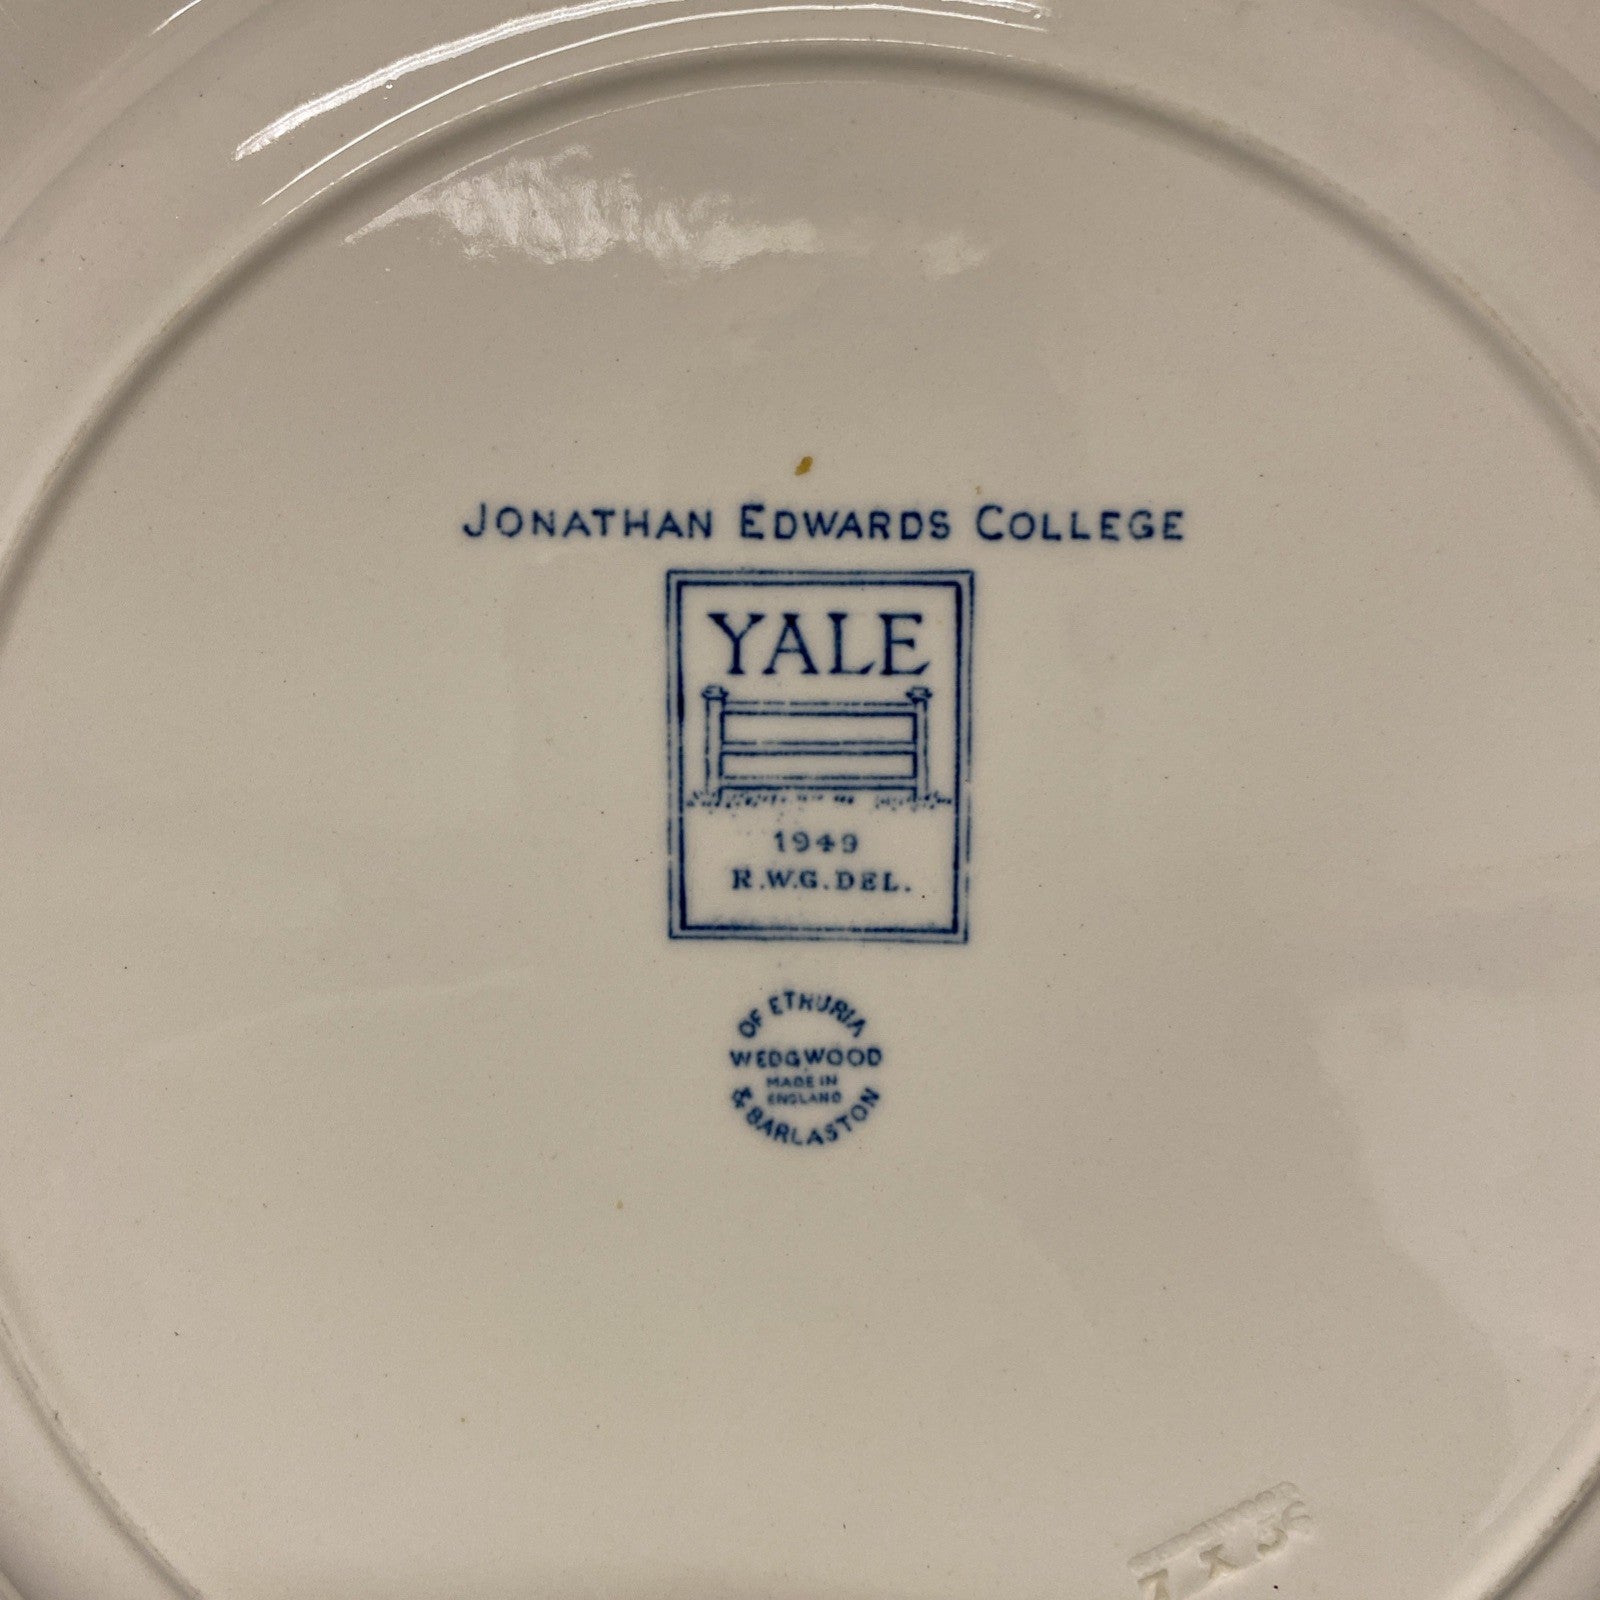 JONATHAN EDWARDS COLLEGE
YALE
1949
R.W.G. DEL.
OF ETRURIA
WEDGWOOD
MADE IN
ENGLAND
& BARLASTON